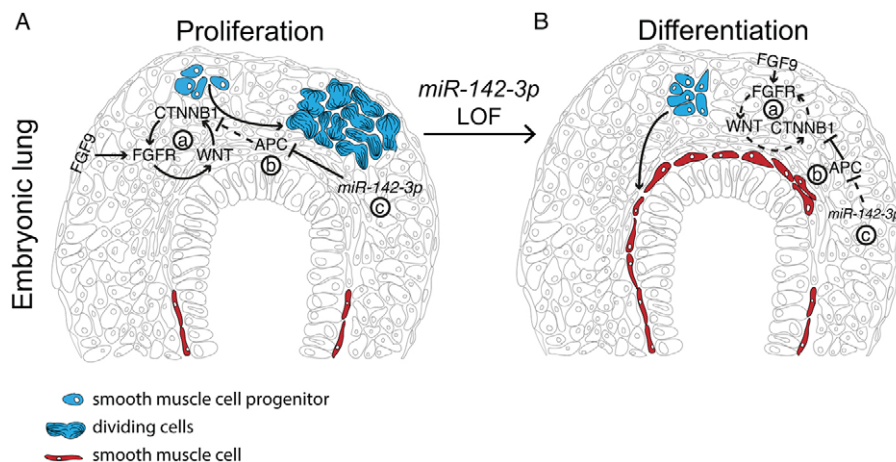 A
Proliferation
B
Differentiation
Embryonic lung
miR-142-3p
LOF
CTNNB1
FGF9
FGFR
a
WNT
APC
b
miR-142-3p
c
FGF9
FGFR
a
WNT CTNNB1
b
APC
miR-142-3p
c
smooth muscle cell progenitor
dividing cells
smooth muscle cell